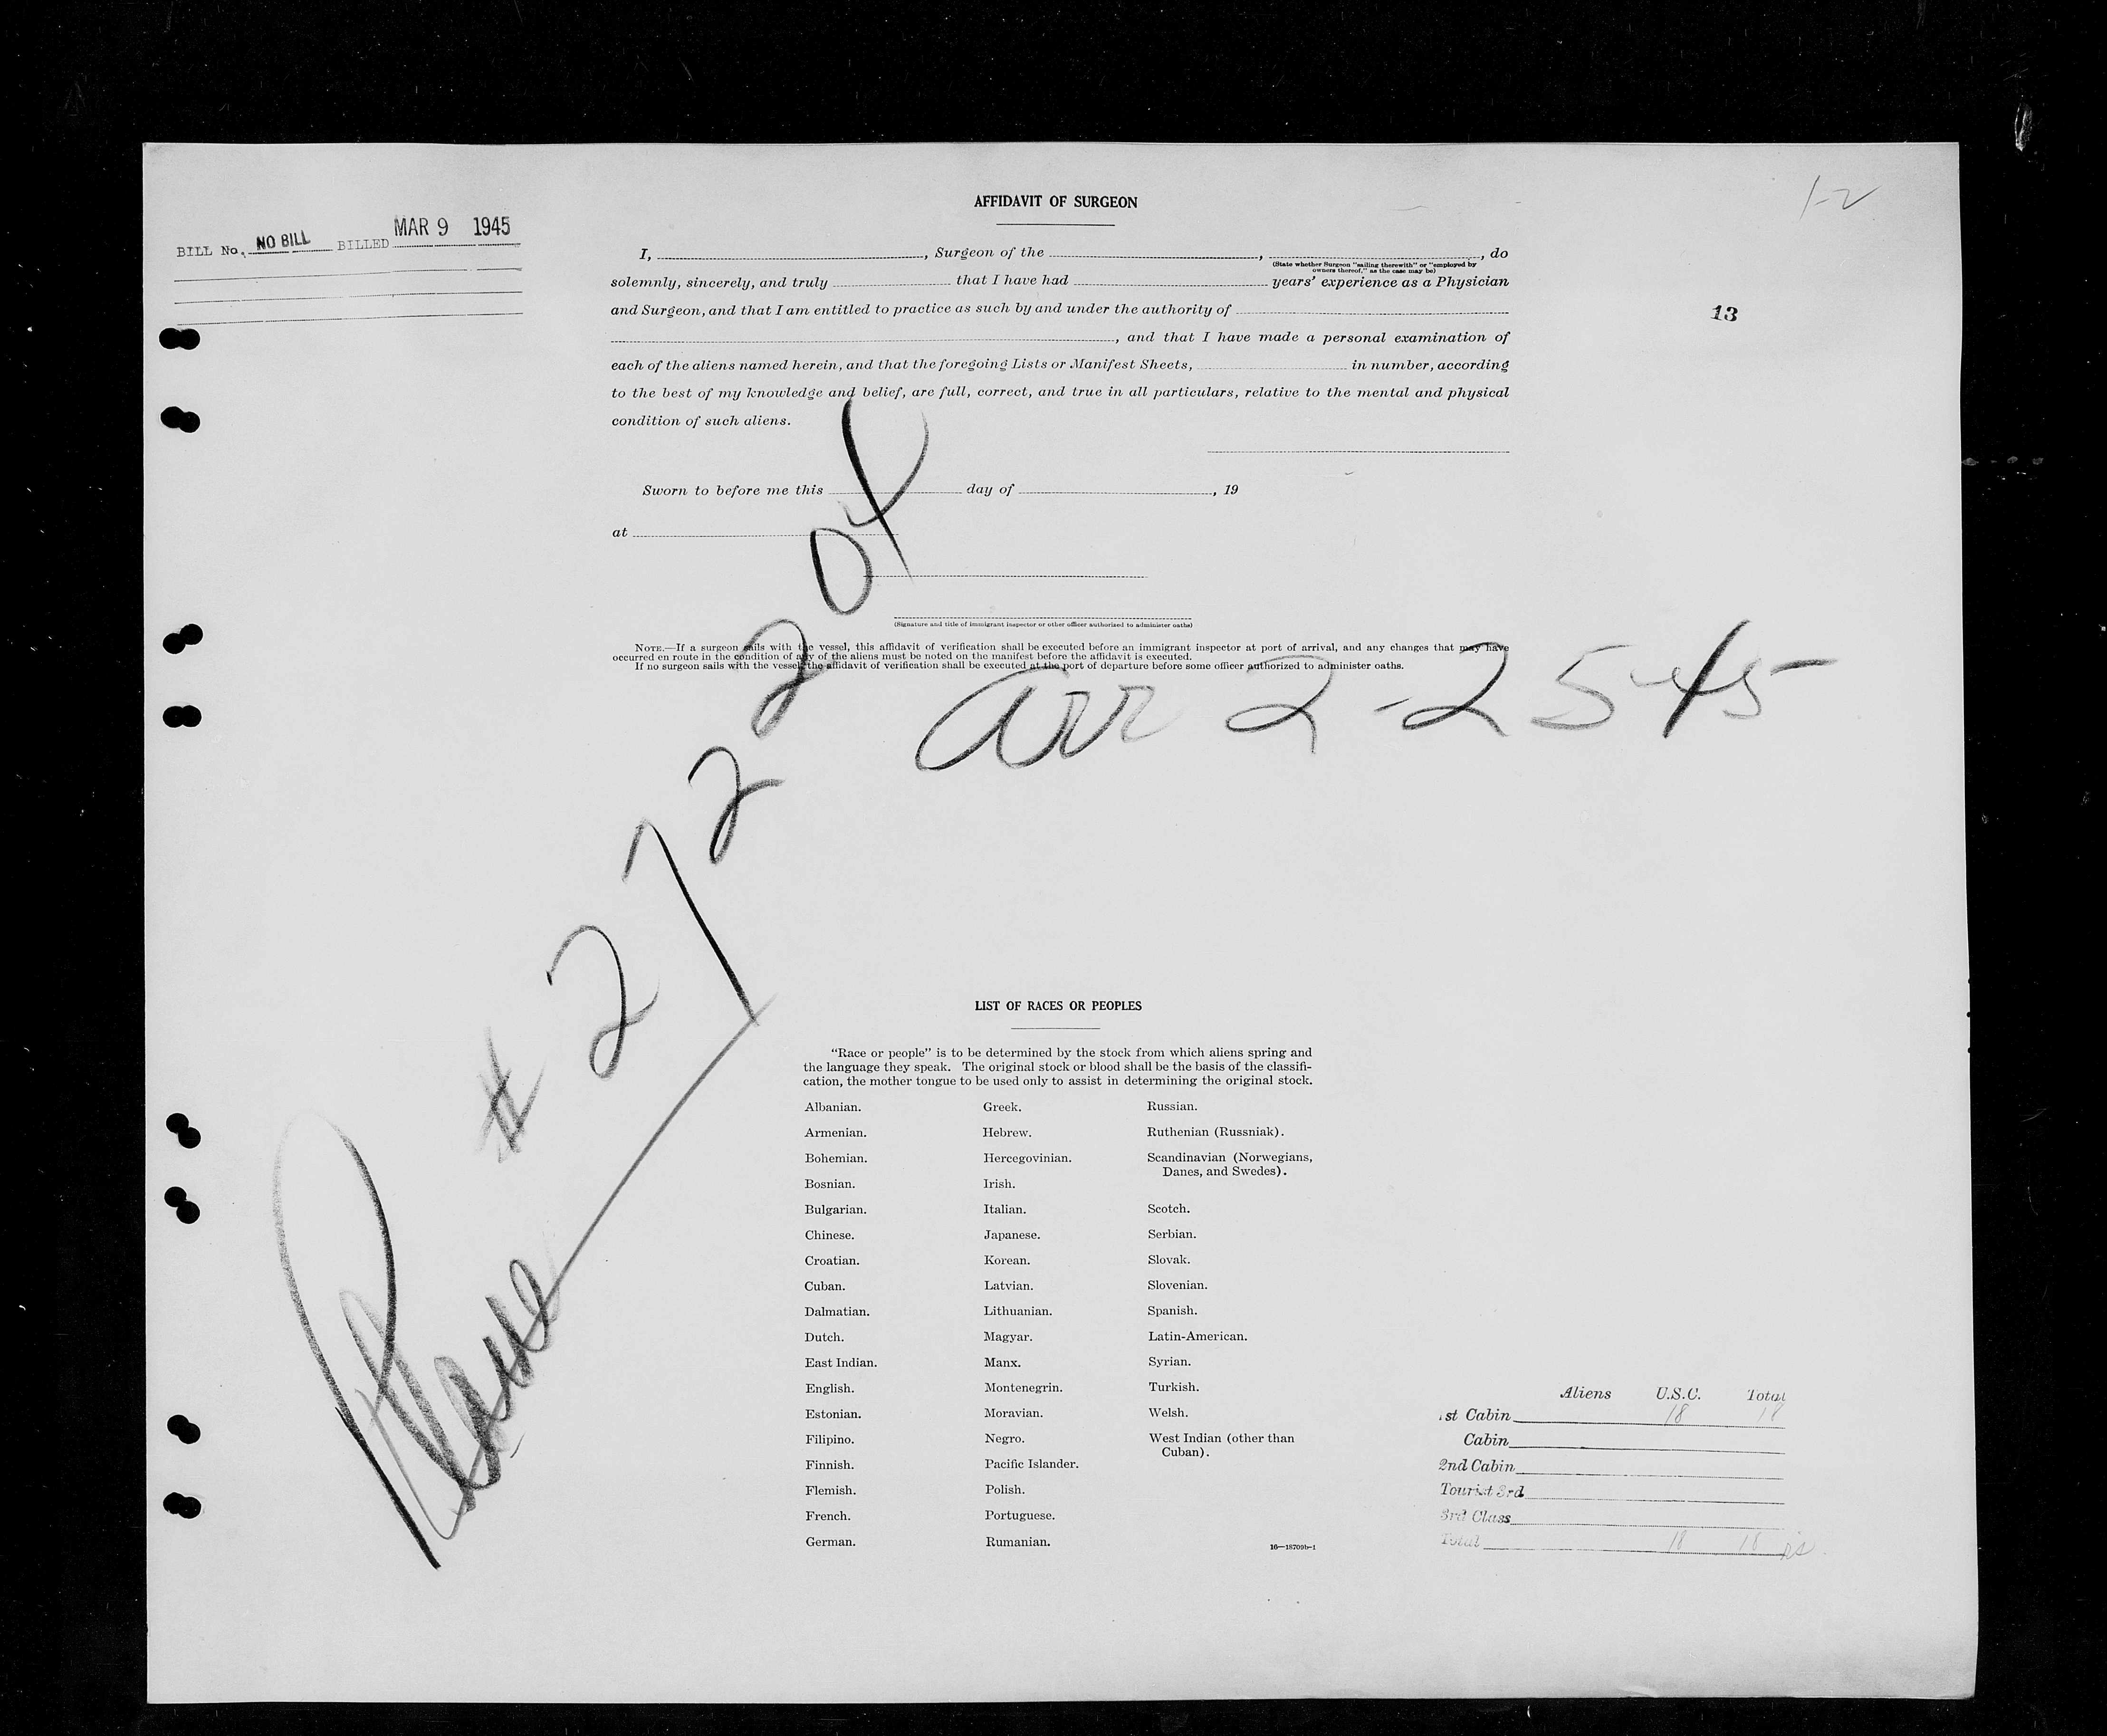 AFFIDAVIT OF SURGEON
1-2
BILL No. NO BILL BILLED MAR 9 1945
I, , Surgeon of the , , do
(State whether Surgeon "sailing therewith" or "employed by
owners thereof," as the case may be)
solemnly, sincerely, and truly that I have had years' experience as a Physician
and Surgeon, and that I am entitled to practice as such by and under the authority of
13
, and that I have made a personal examination of
each of the aliens named herein, and that the foregoing Lists or Manifest Sheets, in number, according
to the best of my knowledge and belief, are full, correct, and true in all particulars, relative to the mental and physical
condition of such aliens.
Sworn to before me this day of , 19
at
(Signature and title of immigrant inspector or other officer authorized to administer oaths)
NOTE.—If a surgeon sails with the vessel, this affidavit of verification shall be executed before an immigrant inspector at port of arrival, and any changes that may have
occurred en route in the condition of any of the aliens must be noted on the manifest before the affidavit is executed.
If no surgeon sails with the vessel, the affidavit of verification shall be executed at the port of departure before some officer authorized to administer oaths.
arr 2-25-45
Plane # 272204
LIST OF RACES OR PEOPLES
"Race or people" is to be determined by the stock from which aliens spring and
the language they speak. The original stock or blood shall be the basis of the classifi-
cation, the mother tongue to be used only to assist in determining the original stock.
Albanian. Greek. Russian.
Armenian. Hebrew. Ruthenian (Russniak).
Bohemian. Hercegovinian. Scandinavian (Norwegians,
Danes, and Swedes).
Bosnian. Irish.
Bulgarian. Italian. Scotch.
Chinese. Japanese. Serbian.
Croatian. Korean. Slovak.
Cuban. Latvian. Slovenian.
Dalmatian. Lithuanian. Spanish.
Dutch. Magyar. Latin-American.
East Indian. Manx. Syrian.
English. Montenegrin. Turkish.
Estonian. Moravian. Welsh.
Filipino. Negro. West Indian (other than
Cuban).
Finnish. Pacific Islander.
Flemish. Polish.
French. Portuguese.
German. Rumanian.
16—18709b-1
Aliens U.S.C. Total
1st Cabin 18 18
Cabin
2nd Cabin
Tourist 3rd
3rd Class
Total 18 18